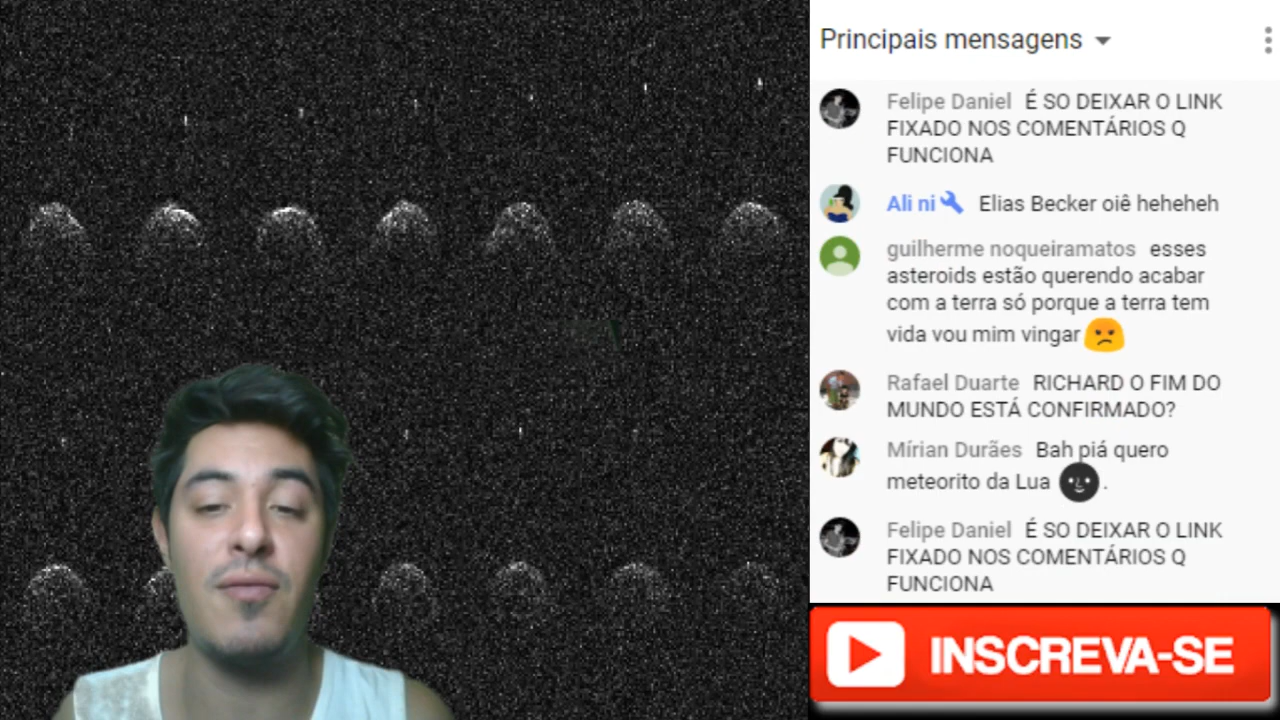 Principais mensagens
Felipe Daniel É SO DEIXAR O LINK
FIXADO NOS COMENTÁRIOS Q
FUNCIONA
Ali ni Elias Becker oiê heheheh
guilherme noqueiramatos esses
asteroids estão querendo acabar
com a terra só porque a terra tem
vida vou mim vingar
Rafael Duarte RICHARD O FIM DO
MUNDO ESTÁ CONFIRMADO?
Mírian Durães Bah piá quero
meteorito da Lua .
Felipe Daniel É SO DEIXAR O LINK
FIXADO NOS COMENTÁRIOS Q
FUNCIONA
INSCREVA-SE